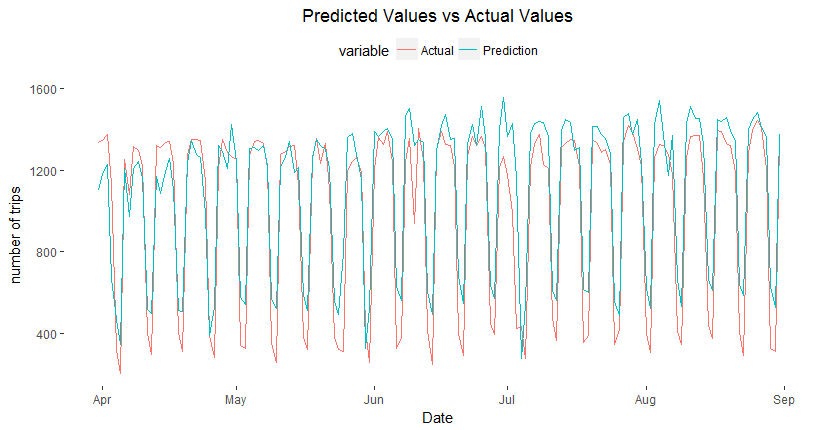 Predicted Values vs Actual Values
variable Actual Prediction
number of trips
1600
1200
800
400
Apr May Jun Jul Aug Sep
Date